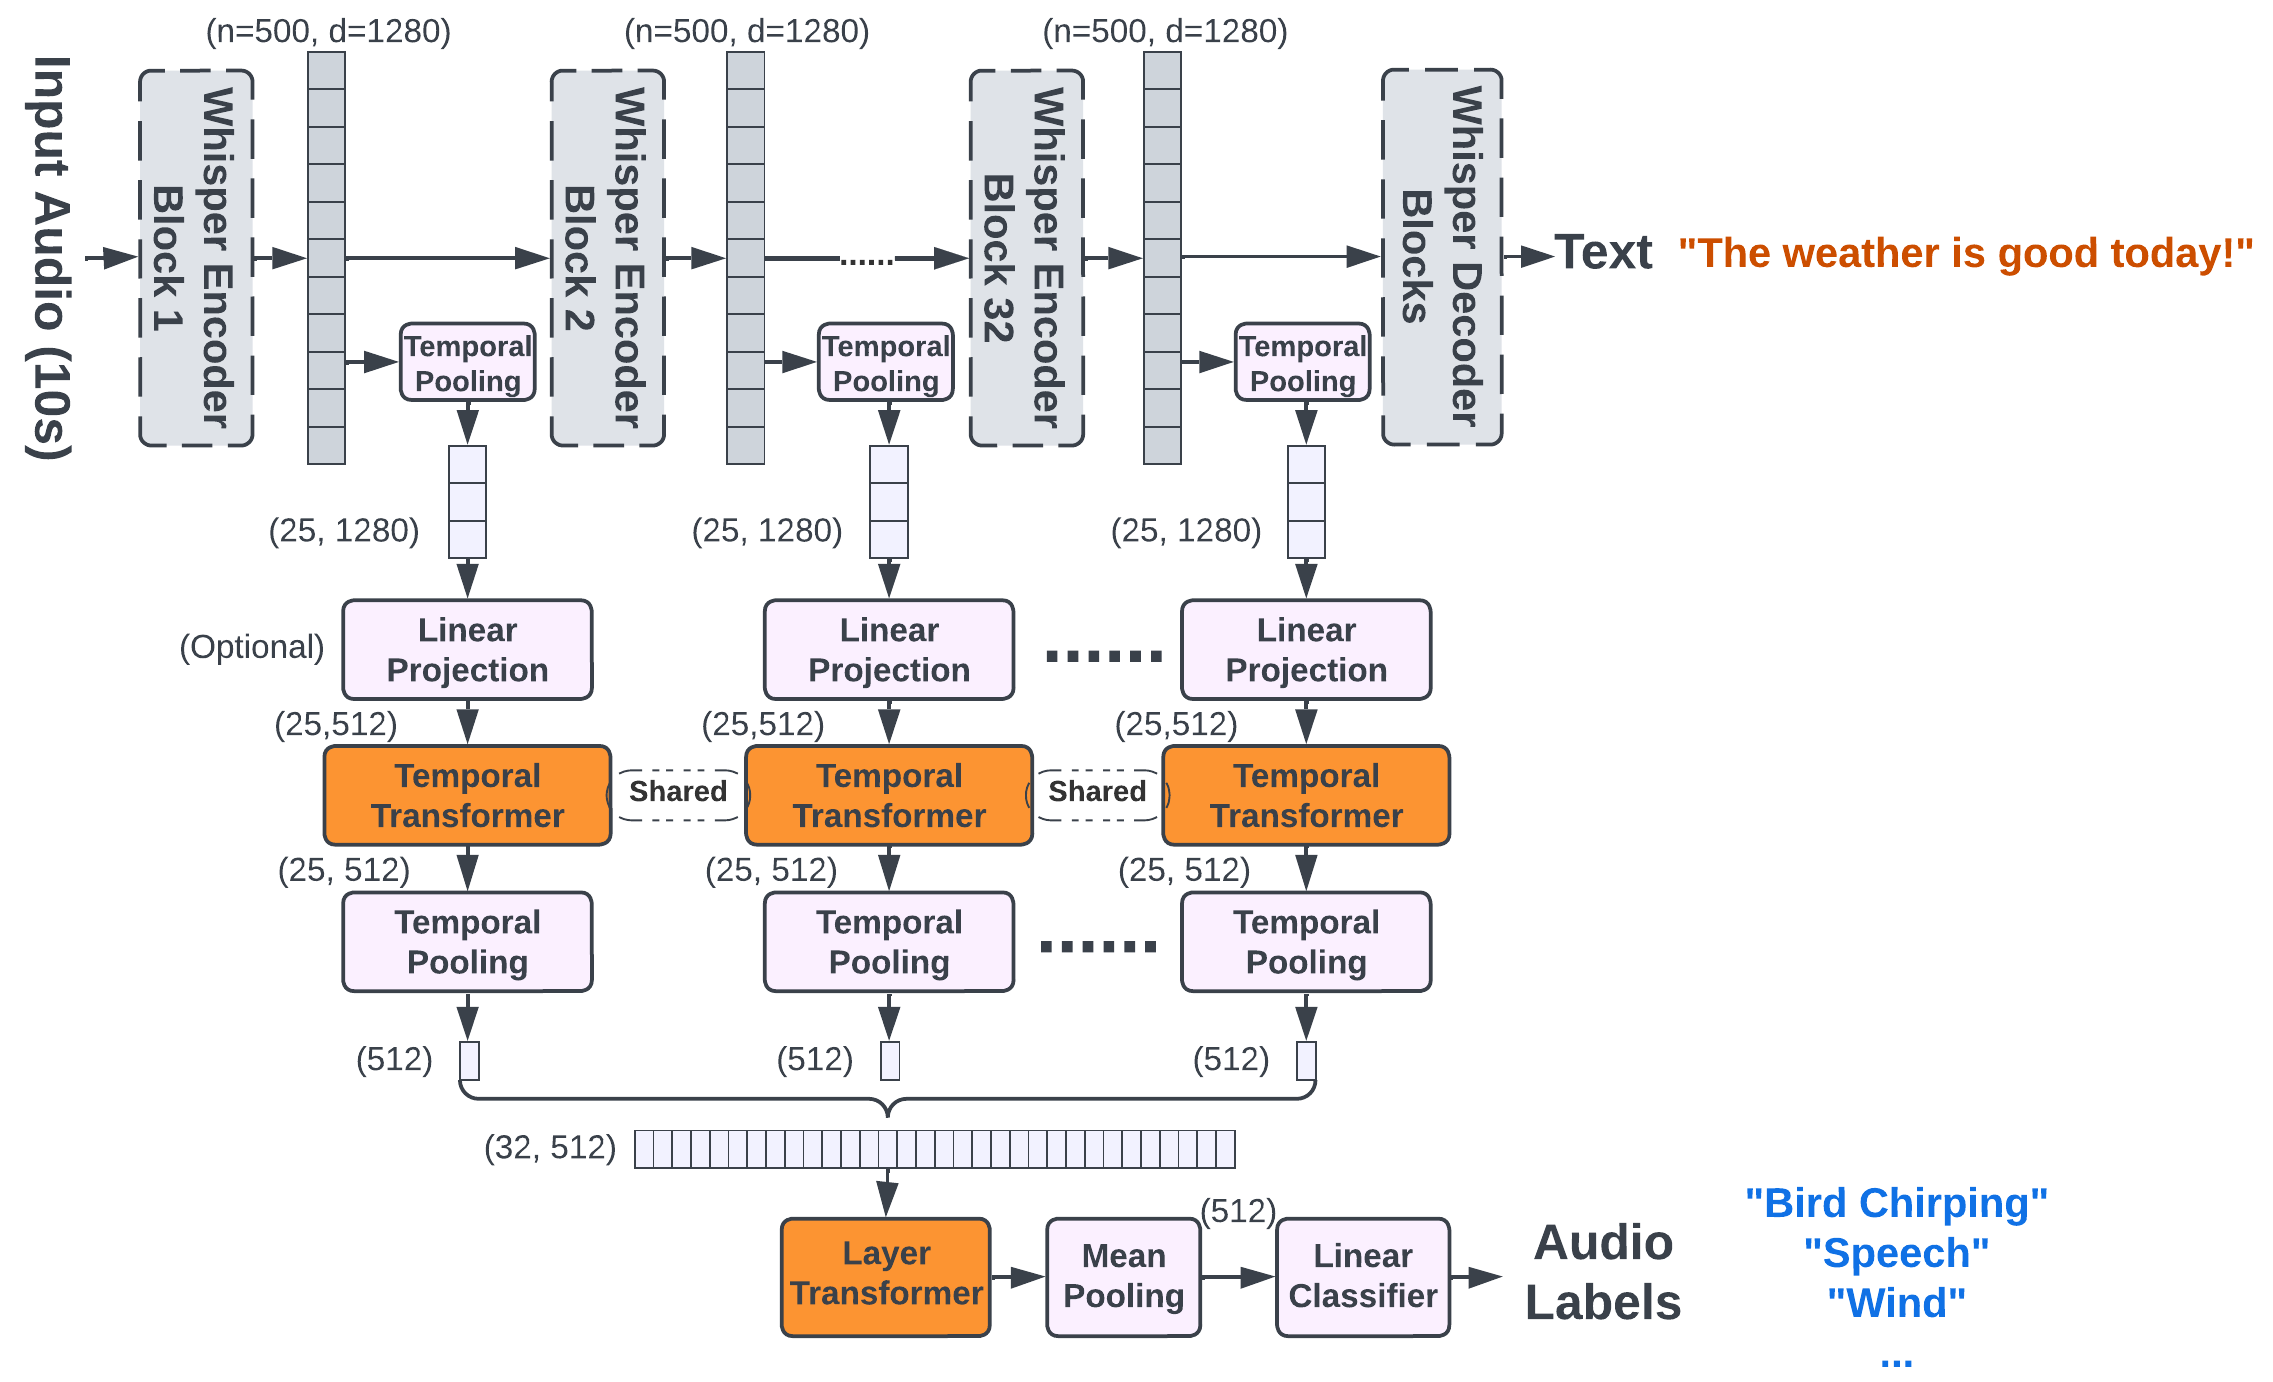 (n=500, d=1280)
(n=500, d=1280)
(n=500, d=1280)
Input Audio (10s)
Whisper Encoder
Block 1
Whisper Encoder
Block 2
......
Whisper Encoder
Block 32
Whisper Decoder
Blocks
Text
"The weather is good today!"
Temporal
Pooling
Temporal
Pooling
Temporal
Pooling
(25, 1280)
(25, 1280)
(25, 1280)
(Optional)
Linear
Projection
Linear
Projection
......
Linear
Projection
(25,512)
(25,512)
(25,512)
Temporal
Transformer
Shared
Temporal
Transformer
Shared
Temporal
Transformer
(25, 512)
(25, 512)
(25, 512)
Temporal
Pooling
Temporal
Pooling
......
Temporal
Pooling
(512)
(512)
(512)
(32, 512)
Layer
Transformer
Mean
Pooling
(512)
Linear
Classifier
Audio
Labels
"Bird Chirping"
"Speech"
"Wind"
...